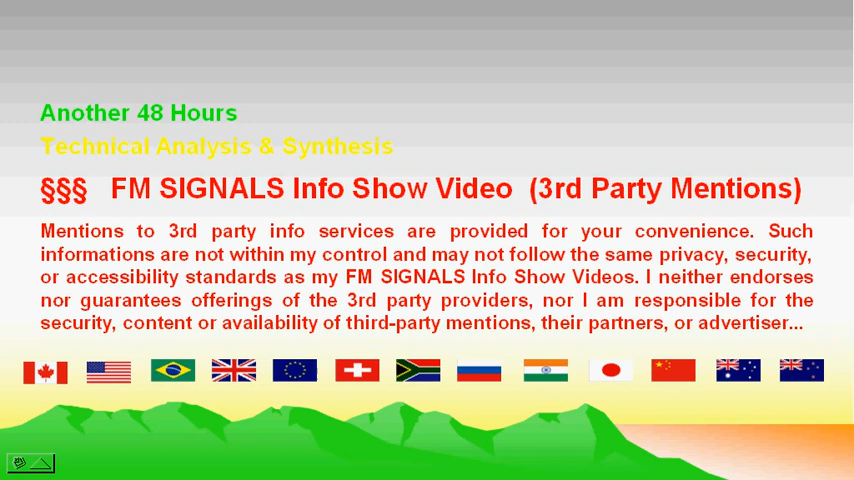 Another 48 Hours
Technical Analysis & Synthesis
§§§ FM SIGNALS Info Show Video (3rd Party Mentions)
Mentions to 3rd party info services are provided for your convenience. Such
informations are not within my control and may not follow the same privacy, security,
or accessibility standards as my FM SIGNALS Info Show Videos. I neither endorses
nor guarantees offerings of the 3rd party providers, nor I am responsible for the
security, content or availability of third-party mentions, their partners, or advertiser...